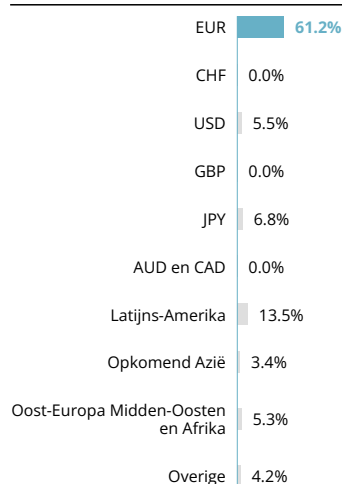 EUR 61.2%
CHF 0.0%
USD 5.5%
GBP 0.0%
JPY 6.8%
AUD en CAD 0.0%
Latijns-Amerika 13.5%
Opkomend Azië 3.4%
Oost-Europa Midden-Oosten
en Afrika 5.3%
Overige 4.2%